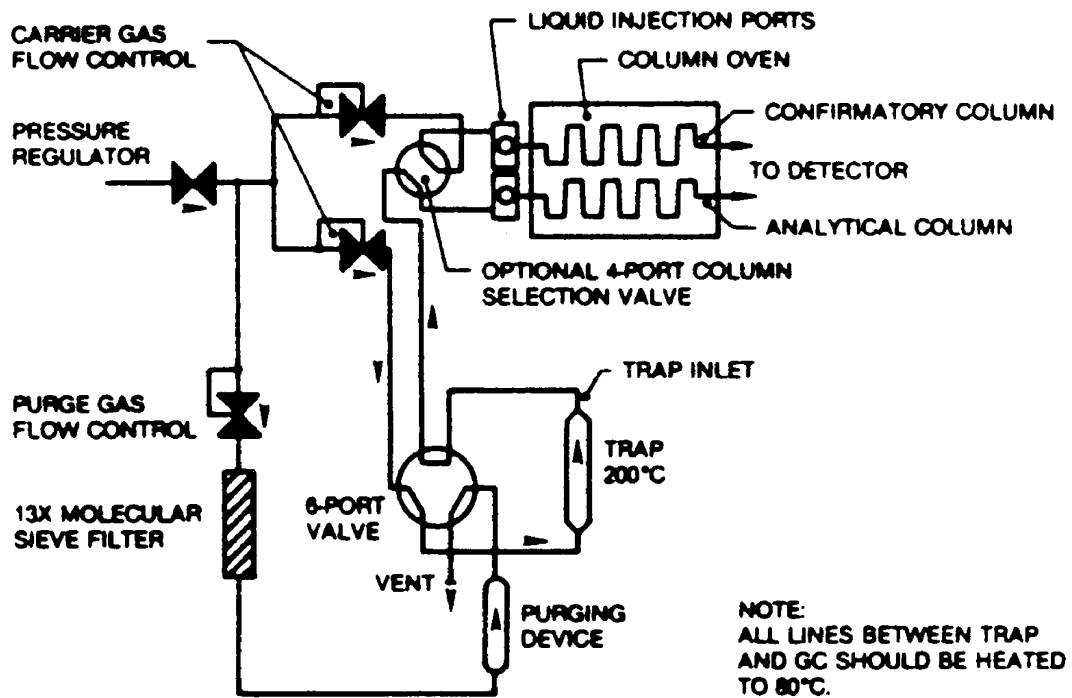 CARRIER GAS
FLOW CONTROL
LIQUID INJECTION PORTS
COLUMN OVEN
CONFIRMATORY COLUMN
PRESSURE
REGULATOR
TO DETECTOR
ANALYTICAL COLUMN
OPTIONAL 4-PORT COLUMN
SELECTION VALVE
TRAP INLET
PURGE GAS
FLOW CONTROL
TRAP
200°C
6-PORT
VALVE
13X MOLECULAR
SIEVE FILTER
VENT
PURGING
DEVICE
NOTE:
ALL LINES BETWEEN TRAP
AND GC SHOULD BE HEATED
TO 80°C.